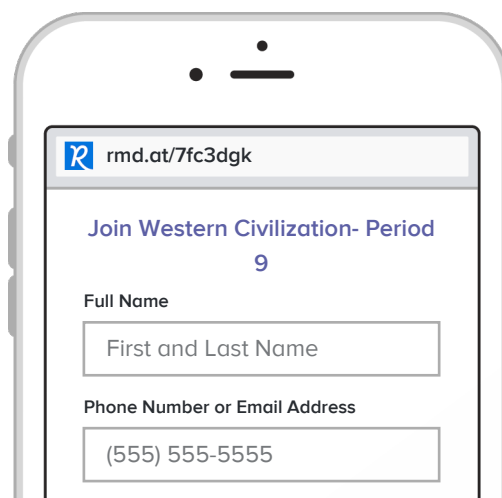 rmd.at/7fc3dgk
Join Western Civilization- Period
9
Full Name
First and Last Name
Phone Number or Email Address
(555) 555-5555